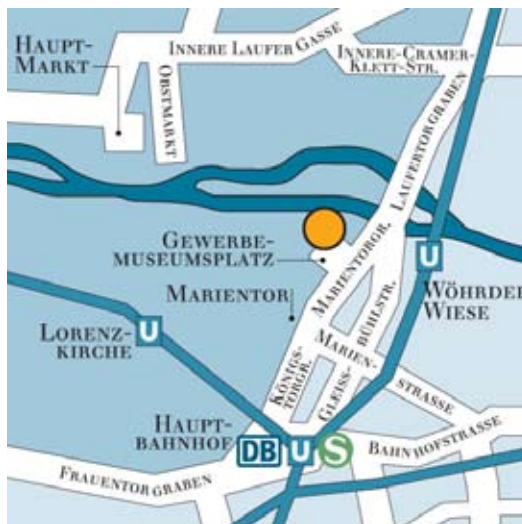 HAUPT-
MARKT
INNERE LAUFER GASSE
INNERE-CRAMER-
KLETT-STR.
OBSTMARKT
LAUFERTORGRABEN
GEWERBE-
MUSEUMSPLATZ
MARIENTORGR.
MARIENTOR
U
WÖHRDER
WIESE
LORENZ-
KIRCHE
U
GLEISS-
BÜHLSTR.
MARIEN-
STRASSE
KÖNIGS-
TORGR.
HAUPT-
BAHNHOF
DB U S
BAHNHOFSTRASSE
FRAUENTORGRABEN